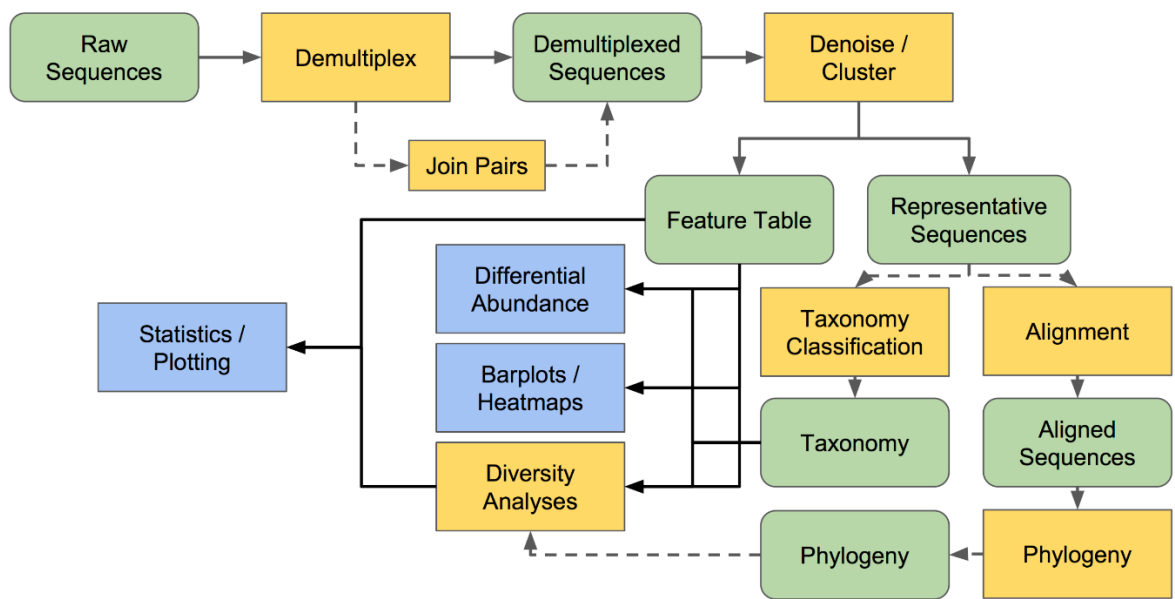 Raw
Sequences
Demultiplex
Demultiplexed
Sequences
Denoise /
Cluster
Join Pairs
Feature Table
Representative
Sequences
Differential
Abundance
Taxonomy
Classification
Alignment
Statistics /
Plotting
Barplots /
Heatmaps
Taxonomy
Aligned
Sequences
Diversity
Analyses
Phylogeny
Phylogeny